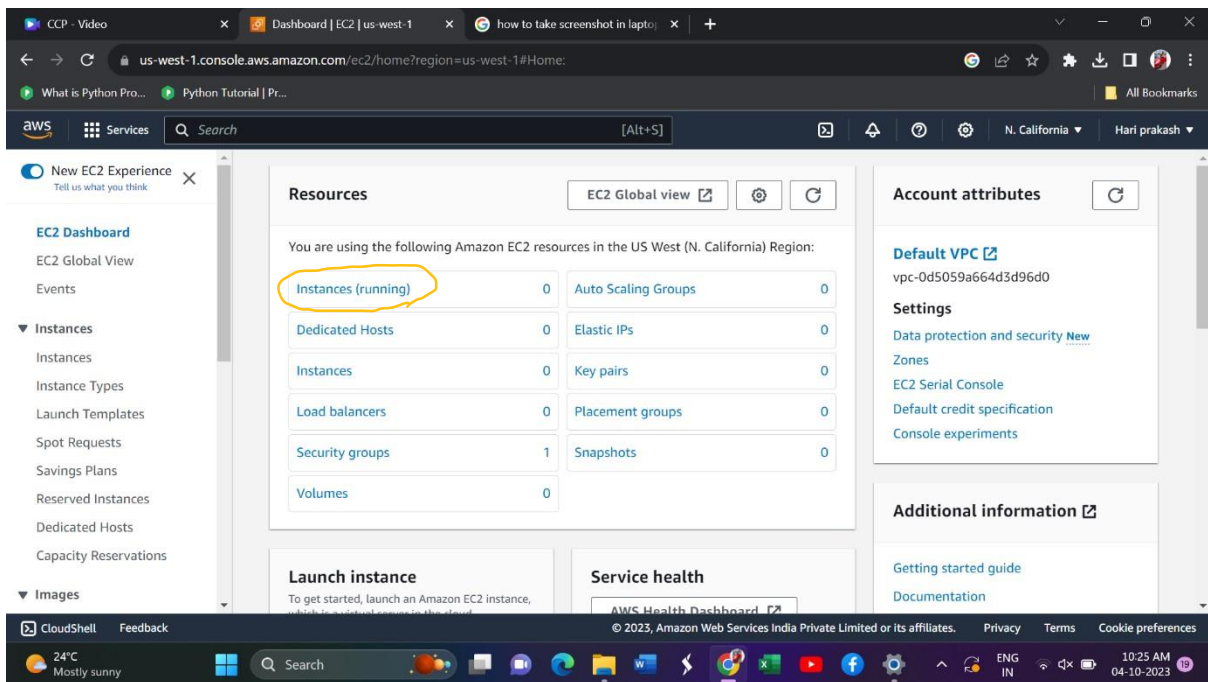 CCP - Video
Dashboard | EC2 | us-west-1
how to take screenshot in laptop
us-west-1.console.aws.amazon.com/ec2/home?region=us-west-1#Home:
What is Python Pro...
Python Tutorial | Pr...
All Bookmarks
aws
Services
Search
[Alt+S]
N. California
Hari prakash
New EC2 Experience
Tell us what you think
EC2 Dashboard
EC2 Global View
Events
Instances
Instances
Instance Types
Launch Templates
Spot Requests
Savings Plans
Reserved Instances
Dedicated Hosts
Capacity Reservations
Images
Resources
EC2 Global view
You are using the following Amazon EC2 resources in the US West (N. California) Region:
Instances (running) 0
Auto Scaling Groups 0
Dedicated Hosts 0
Elastic IPs 0
Instances 0
Key pairs 0
Load balancers 0
Placement groups 0
Security groups 1
Snapshots 0
Volumes 0
Launch instance
To get started, launch an Amazon EC2 instance,
which is a virtual server in the cloud.
Service health
AWS Health Dashboard
Account attributes
Default VPC
vpc-0d5059a664d3d96d0
Settings
Data protection and security New
Zones
EC2 Serial Console
Default credit specification
Console experiments
Additional information
Getting started guide
Documentation
CloudShell
Feedback
© 2023, Amazon Web Services India Private Limited or its affiliates.
Privacy
Terms
Cookie preferences
24°C
Mostly sunny
Search
ENG
IN
10:25 AM
04-10-2023
19